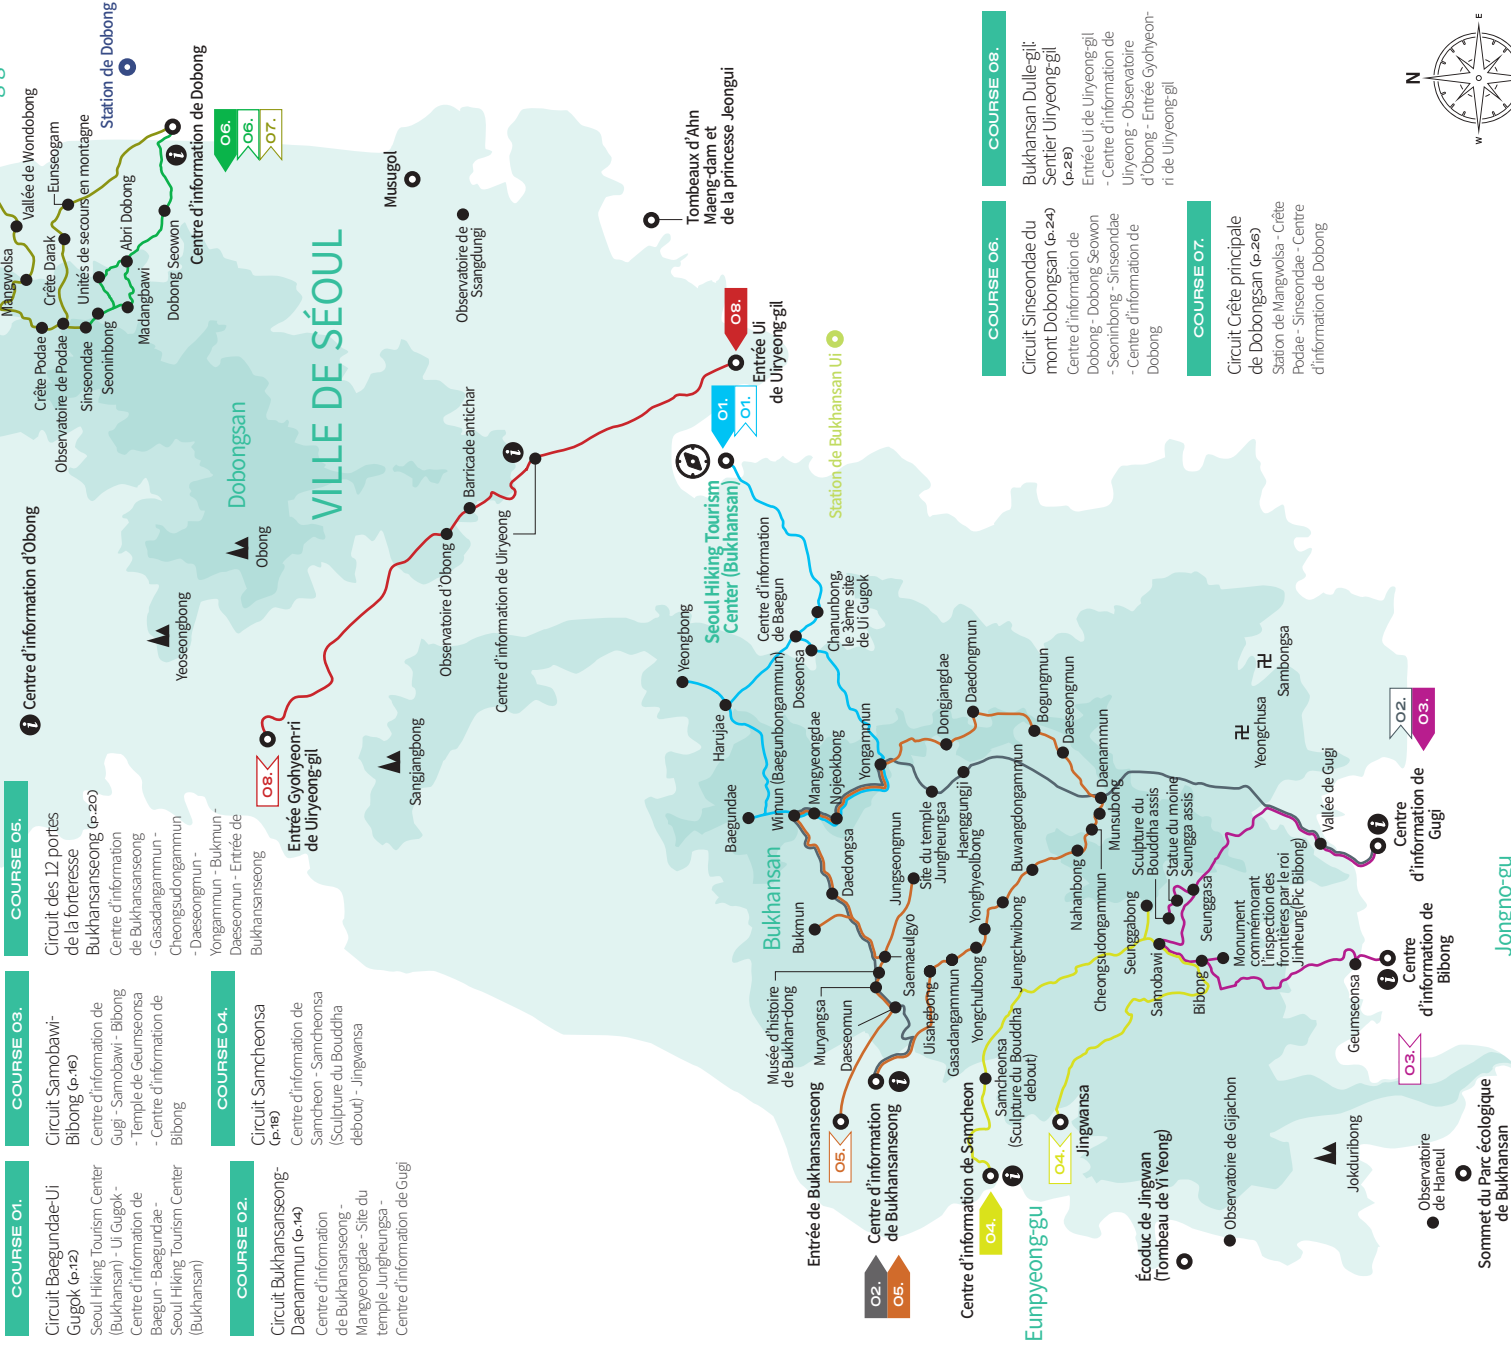 COURSE 01.
Circuit Baegundae-Ui
Gugok (p.12)
Seoul Hiking Tourism Center
(Bukhansan) - Ui Gugok -
Centre d'information de
Baegun - Baegundae -
Seoul Hiking Tourism Center
(Bukhansan)
COURSE 02.
Circuit Bukhansanseong-
Daenammun (p.14)
Centre d'information
de Bukhansanseong -
Mangyeongdae - Site du
temple Jungheungsa -
Centre d'information de Gugi
COURSE 03.
Circuit Samobawi-
Bibong (p.16)
Centre d'information de
Gugi - Samobawi - Bibong
- Temple de Geumseonsa
- Centre d'information de
Bibong
COURSE 04.
Circuit Samcheonsa
(p.18)
Centre d'information de
Samcheon - Samcheonsa
(Sculpture du Bouddha
debout) - Jingwansa
COURSE 05.
Circuit des 12 portes
de la forteresse
Bukhansanseong (p.20)
Centre d'information
de Bukhansanseong
- Gasadangammun -
Cheongsudongammun
- Daeseongmun -
Yongammun - Bukmun -
Daeseomun - Entrée de
Bukhansanseong
COURSE 06.
Circuit Sinseondae du
mont Dobongsan (p.24)
Centre d'information de
Dobong - Dobong Seowon
- Seoninbong - Sinseondae
- Centre d'information de
Dobong
COURSE 07.
Circuit Crête principale
de Dobongsan (p.26)
Station de Mangwolsa - Crête
Podae - Sinseondae - Centre
d'information de Dobong
COURSE 08.
Bukhansan Dulle-gil:
Sentier Uiryeong-gil
(p.28)
Entrée Ui de Uiryeong-gil
- Centre d'information de
Uiryeong - Observatoire
d'Obong - Entrée Gyohyeon-
ri de Uiryeong-gil
N
E
W
Centre d'information d'Obong
Mangwolsa
Vallée de Wondobong
Eunseogam
Crête Darak
Unités de secours en montagne
Crête Podae
Observatoire de Podae
Sinseondae
Seoninbong
Madangbawi
Abri Dobong
Dobong Seowon
Station de Dobong
Centre d'information de Dobong
06.
06.
07.
Dobongsan
VILLE DE SÉOUL
Obong
Yeoseongbong
Sangjangbong
Musugol
Observatoire de
Ssangdungi
Tombeaux d'Ahn
Maeng-dam et
de la princesse Jeongui
08.
Entrée Ui
de Uiryeong-gil
Barricade antichar
Observatoire d'Obong
Centre d'information de Uiryeong
08.
Entrée Gyohyeon-ri
de Uiryeong-gil
01.
01.
Seoul Hiking Tourism
Center (Bukhansan)
Station de Bukhansan Ui
Centre d'information
de Baegun
Chanunbong,
le 3ème site
de Ui Gugok
Doseonsa
Yeongbong
Harujae
Baegundae
Wimun (Baegunbongammun)
Mangyeongdae
Nojeokbong
Yongammun
Bukhansan
Daedongsa
Bukmun
Jungseongmun
Saemaeulgyo
Musée d'histoire
de Bukhan-dong
Muryangsa
Daeseomun
Site du temple
Jungheungsa
Haenggungji
Dongjangdae
Daedongmun
Bogungmun
Daeseongmun
Daenammun
Munsubong
Cheongsudongammun
Nahanbong
Buwangdongammun
Jeungchwibong
Yonghyeolbong
Yongchulbong
Gasadangammun
Uisangbong
Entrée de Bukhansanseong
05.
Centre d'information
de Bukhansanseong
02.
05.
Centre d'information de Samcheon
04.
Samcheonsa
(Sculpture du Bouddha
debout)
04.
Jingwansa
Eunpyeong-gu
Écoduc de Jingwan
(Tombeau de Yi Yeong)
Observatoire de Gijachon
Jokduribong
Observatoire
de Haneul
Sommet du Parc écologique
de Bukhansan
Seunggabong
Samobawi
Bibong
Sculpture du
Bouddha assis
Statue du moine
Seungga assis
Seunggasa
Monument
commémorant
l'inspection des
frontières par le roi
Jinheung(Pic Bibong)
Geumseonsa
Centre
d'information de
Bibong
03.
Vallée de Gugi
Centre
d'information de
Gugi
02.
03.
Yeongchusa
Sambongsa
Jongno-gu